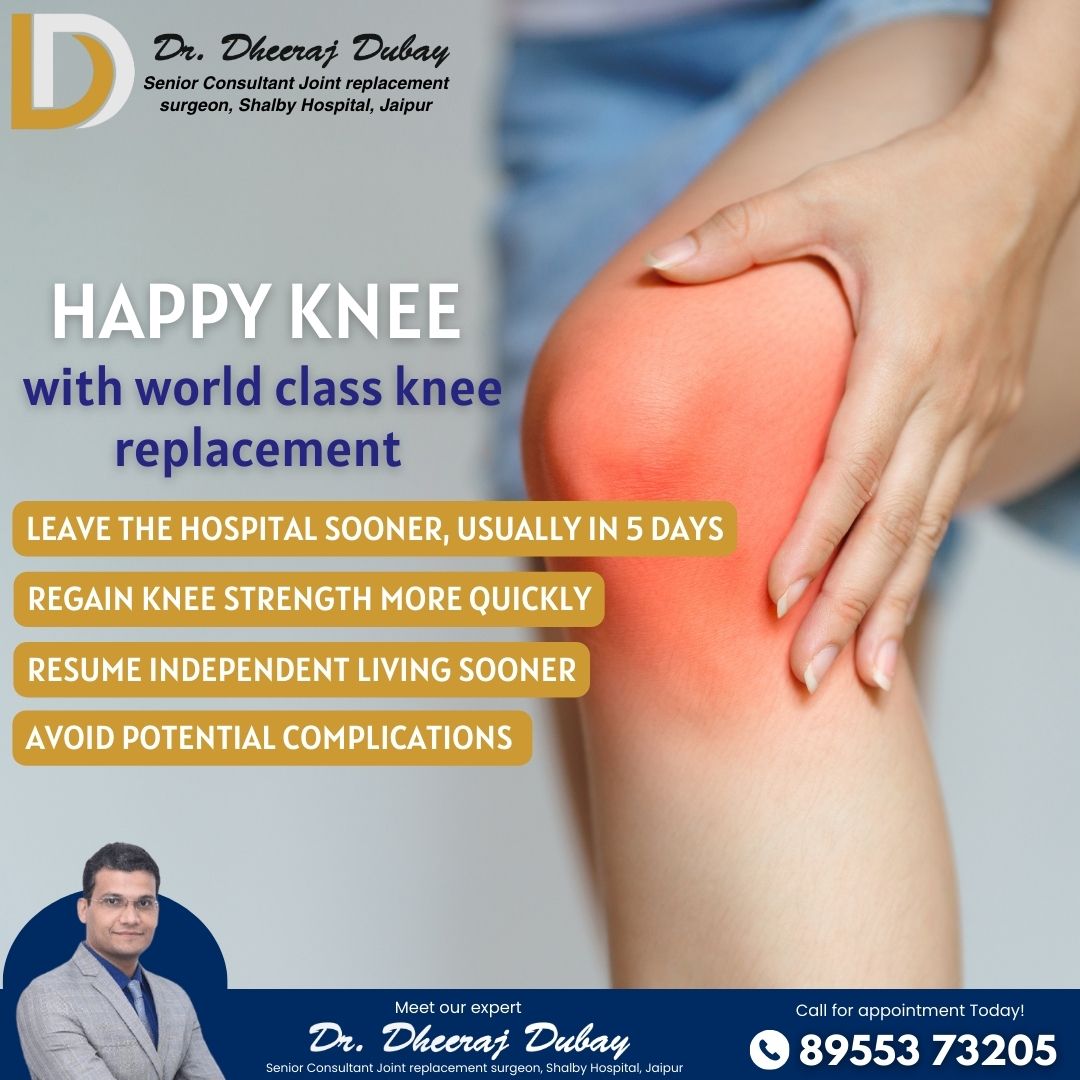 Dr. Dheeraj Dubay
Senior Consultant Joint replacement
surgeon, Shalby Hospital, Jaipur
HAPPY KNEE
with world class knee
replacement
LEAVE THE HOSPITAL SOONER, USUALLY IN 5 DAYS
REGAIN KNEE STRENGTH MORE QUICKLY
RESUME INDEPENDENT LIVING SOONER
AVOID POTENTIAL COMPLICATIONS
Meet our expert
Dr. Dheeraj Dubay
Senior Consultant Joint replacement surgeon, Shalby Hospital, Jaipur
Call for appointment Today!
89553 73205